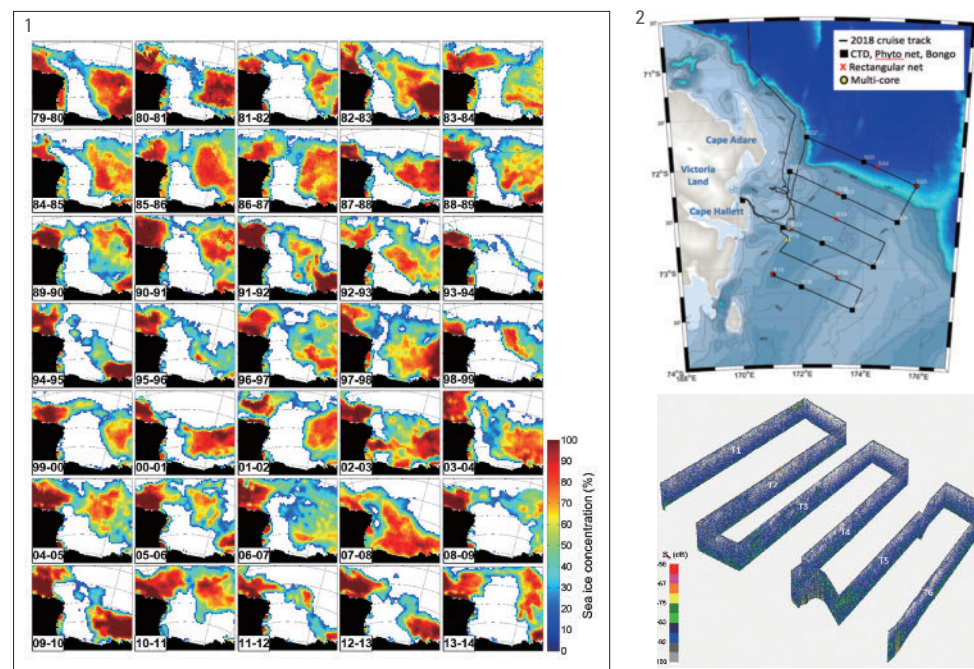 1
79-80 80-81 81-82 82-83 83-84
84-85 85-86 86-87 87-88 88-89
89-90 90-91 91-92 92-93 93-94
94-95 95-96 96-97 97-98 98-99
99-00 00-01 01-02 02-03 03-04
04-05 05-06 06-07 07-08 08-09
09-10 10-11 11-12 12-13 13-14
100
90
80
70
60
50
40
30
20
10
0
Sea ice concentration (%)
2
2018 cruise track
CTD, Phyto net, Bongo
Rectangular net
Multi-core
71°S
72°S
73°S
74°S
Cape Adare
Victoria
Land
Cape Hallett
168°E
170°E
172°E
174°E
176°E
T1
T2
T3
T4
T5
T6
Sv (dB)